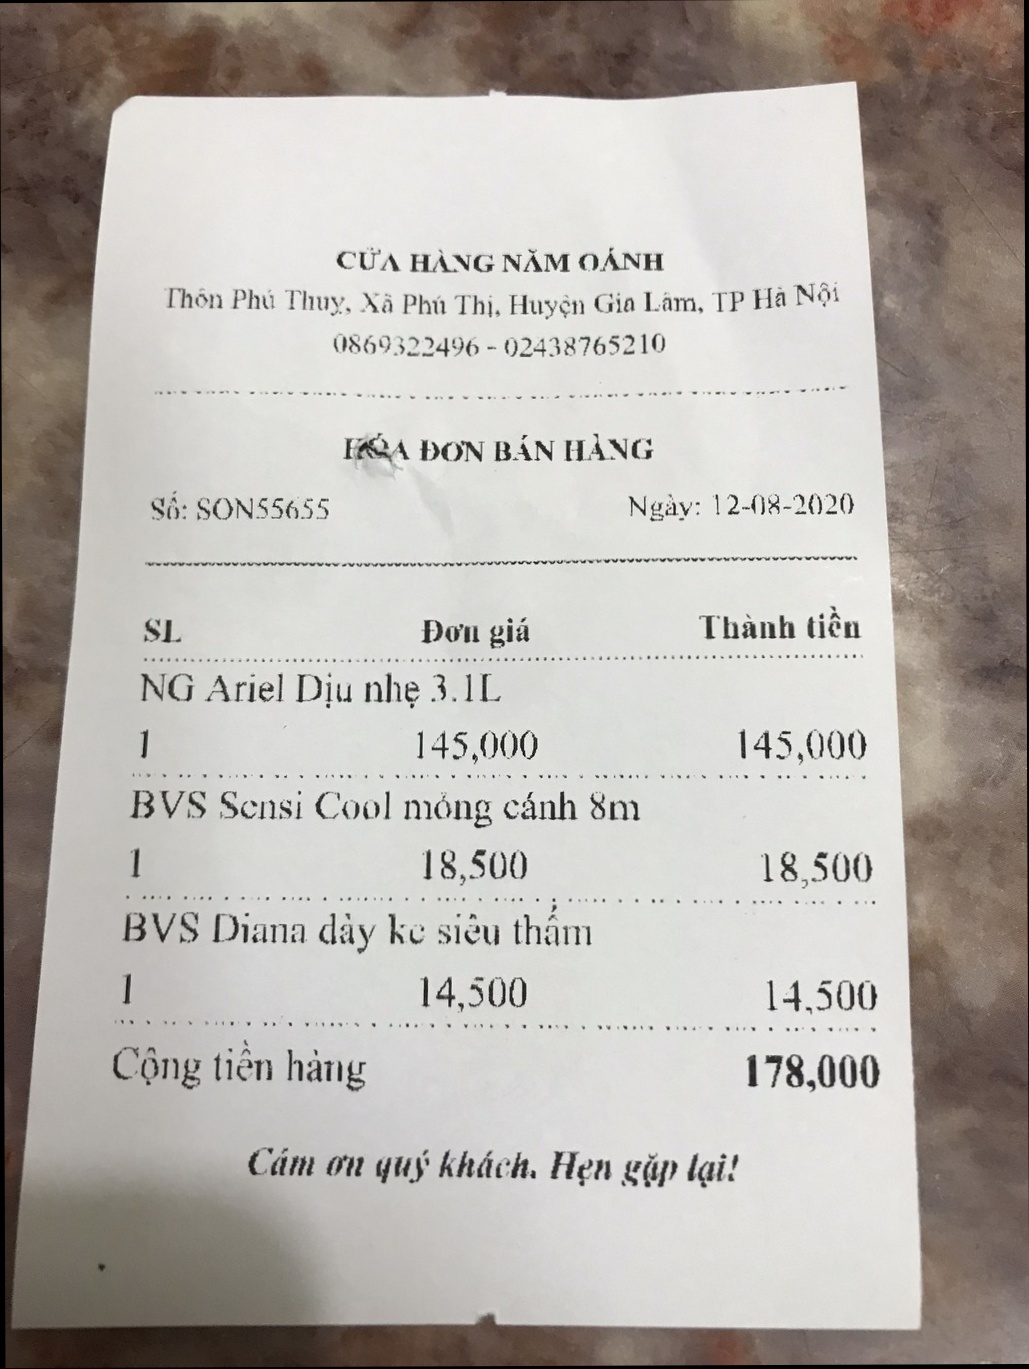 CỬA HÀNG NĂM OÁNH
Thôn Phú Thuỵ, Xã Phú Thị, Huyện Gia Lâm, TP Hà Nội
0869322496 - 02438765210
HÓA ĐƠN BÁN HÀNG
Số: SON55655 Ngày: 12-08-2020
SL Đơn giá Thành tiền
NG Ariel Dịu nhẹ 3.1L
1 145,000 145,000
BVS Sensi Cool mỏng cánh 8m
1 18,500 18,500
BVS Diana dày kc siêu thấm
1 14,500 14,500
Cộng tiền hàng 178,000
Cám ơn quý khách. Hẹn gặp lại!